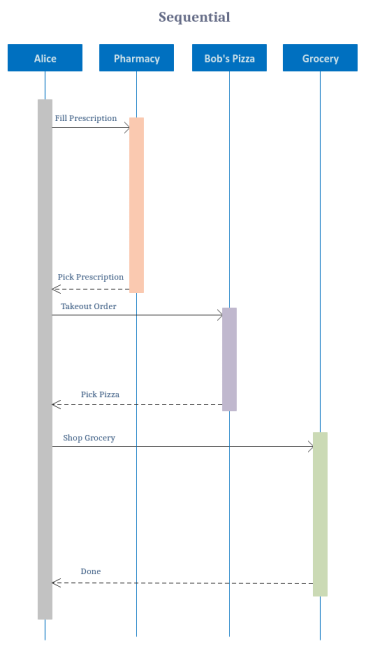 Sequential
Alice
Pharmacy
Bob's Pizza
Grocery
Fill Prescription
Pick Prescription
Takeout Order
Pick Pizza
Shop Grocery
Done